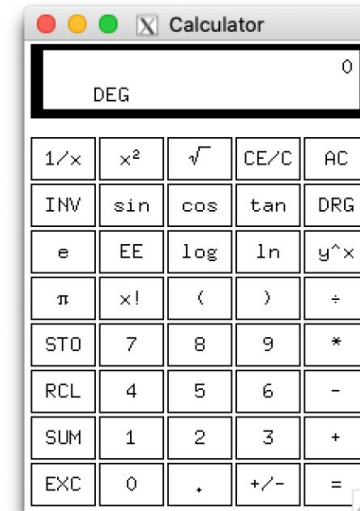 Calculator
0
DEG
1/x x² √ CE/C AC
INV sin cos tan DRG
e EE log ln y^x
π x! ( ) ÷
STO 7 8 9 *
RCL 4 5 6 -
SUM 1 2 3 +
EXC 0 . +/- =